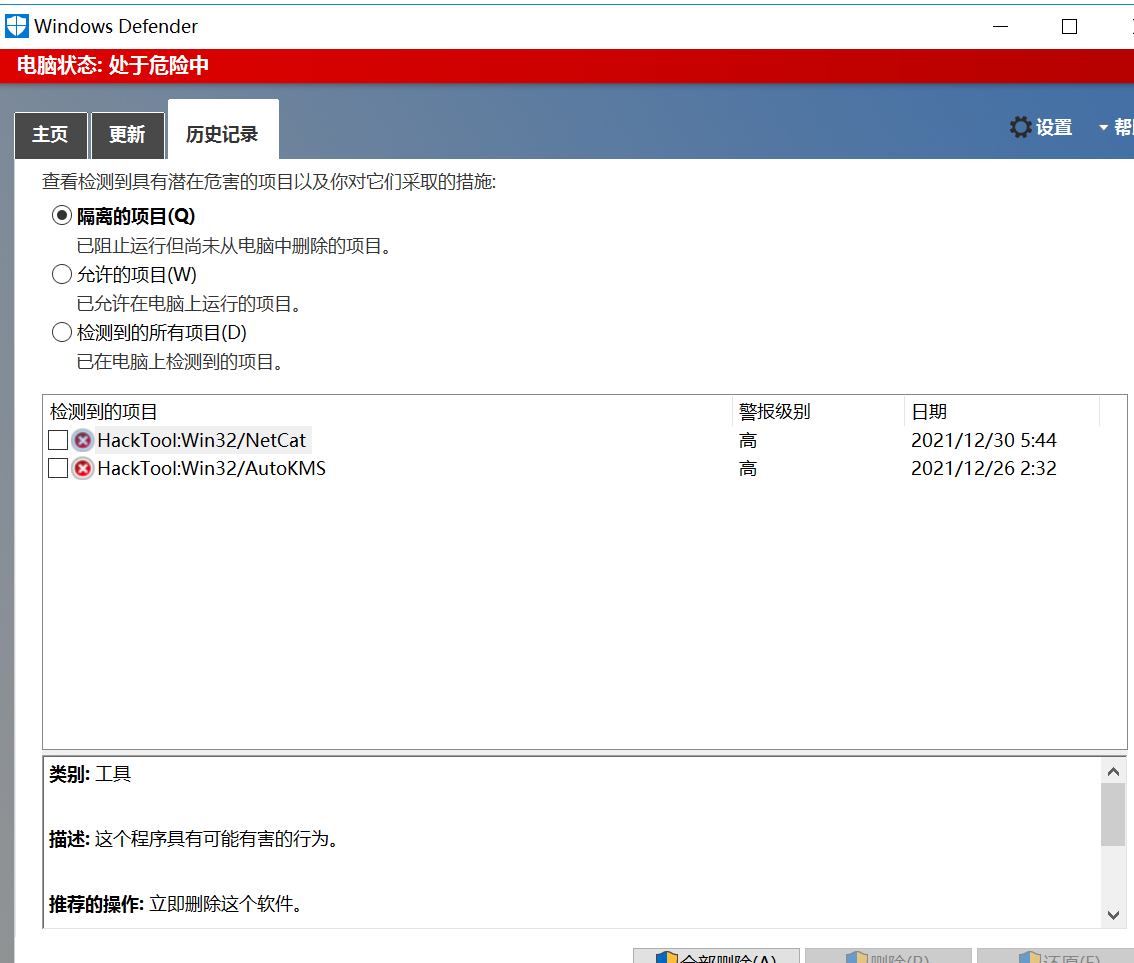 Windows Defender
电脑状态: 处于危险中
主页 更新 历史记录 设置
查看检测到具有潜在危害的项目以及你对它们采取的措施:
隔离的项目(Q)
已阻止运行但尚未从电脑中删除的项目。
允许的项目(W)
已允许在电脑上运行的项目。
检测到的所有项目(D)
已在电脑上检测到的项目。
检测到的项目 警报级别 日期
HackTool:Win32/NetCat 高 2021/12/30 5:44
HackTool:Win32/AutoKMS 高 2021/12/26 2:32
类别: 工具
描述: 这个程序具有可能有害的行为。
推荐的操作: 立即删除这个软件。
全部删除(A) 删除(R) 还原(E)